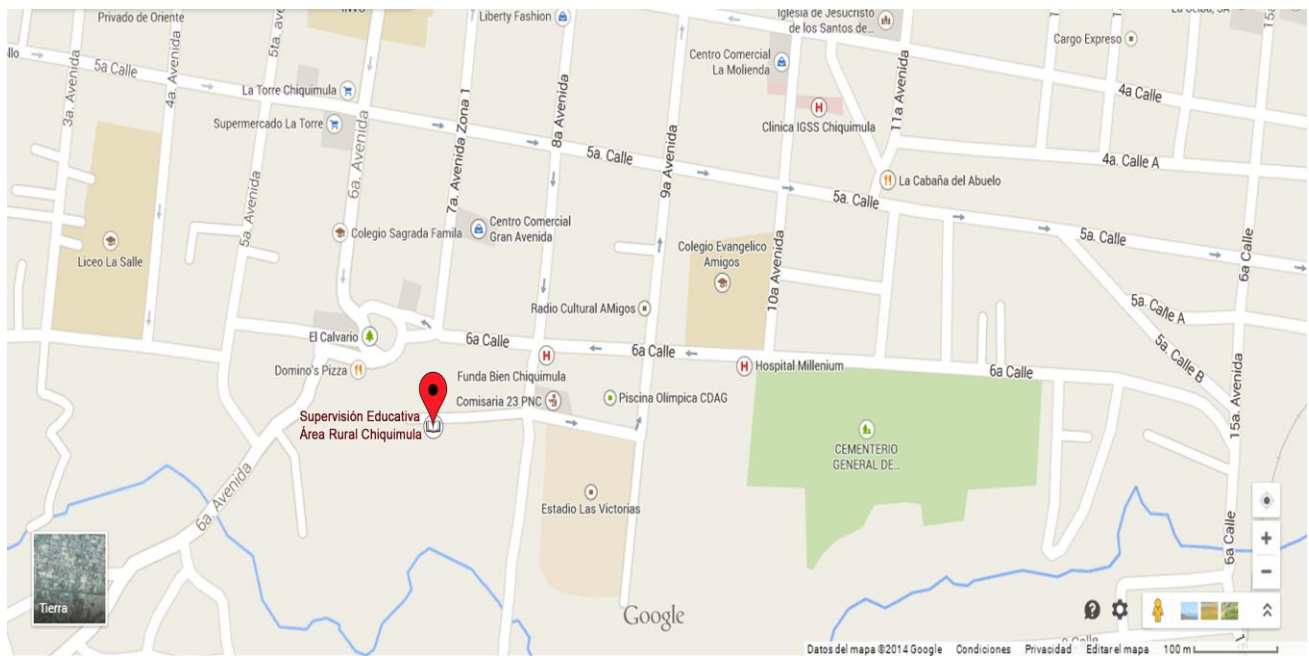 Privado de Oriente
5ta. ave
Liberty Fashion
Iglesia de Jesucristo
de los Santos de...
Cargo Expreso
15a
5a Calle
3a. Avenida
4a. Avenida
La Torre Chiquimula
Supermercado La Torre
6a. Avenida
7a. Avenida Zona 1
8a Avenida
5a. Calle
9a Avenida
Centro Comercial
La Molienda
Clinica IGSS Chiquimula
11a Avenida
4a Calle
4a. Calle A
La Cabaña del Abuelo
5a. Calle
5a. Calle
6a Calle
Liceo La Salle
5a. Avenida
Colegio Sagrada Famila
Centro Comercial
Gran Avenida
Colegio Evangelico
Amigos
10a Avenida
Radio Cultural AMigos
5a. Calle A
5a. Calle B
El Calvario
6a Calle
6a Calle
6a Calle
Domino's Pizza
Funda Bien Chiquimula
Hospital Millenium
Comisaria 23 PNC
Piscina Olímpica CDAG
15a. Avenida
Supervisión Educativa
Área Rural Chiquimula
CEMENTERIO
GENERAL DE...
6a. Avenida
Estadio Las Victorias
6a Calle
Tierra
Google
Datos del mapa ©2014 Google Condiciones Privacidad Editar el mapa 100 m